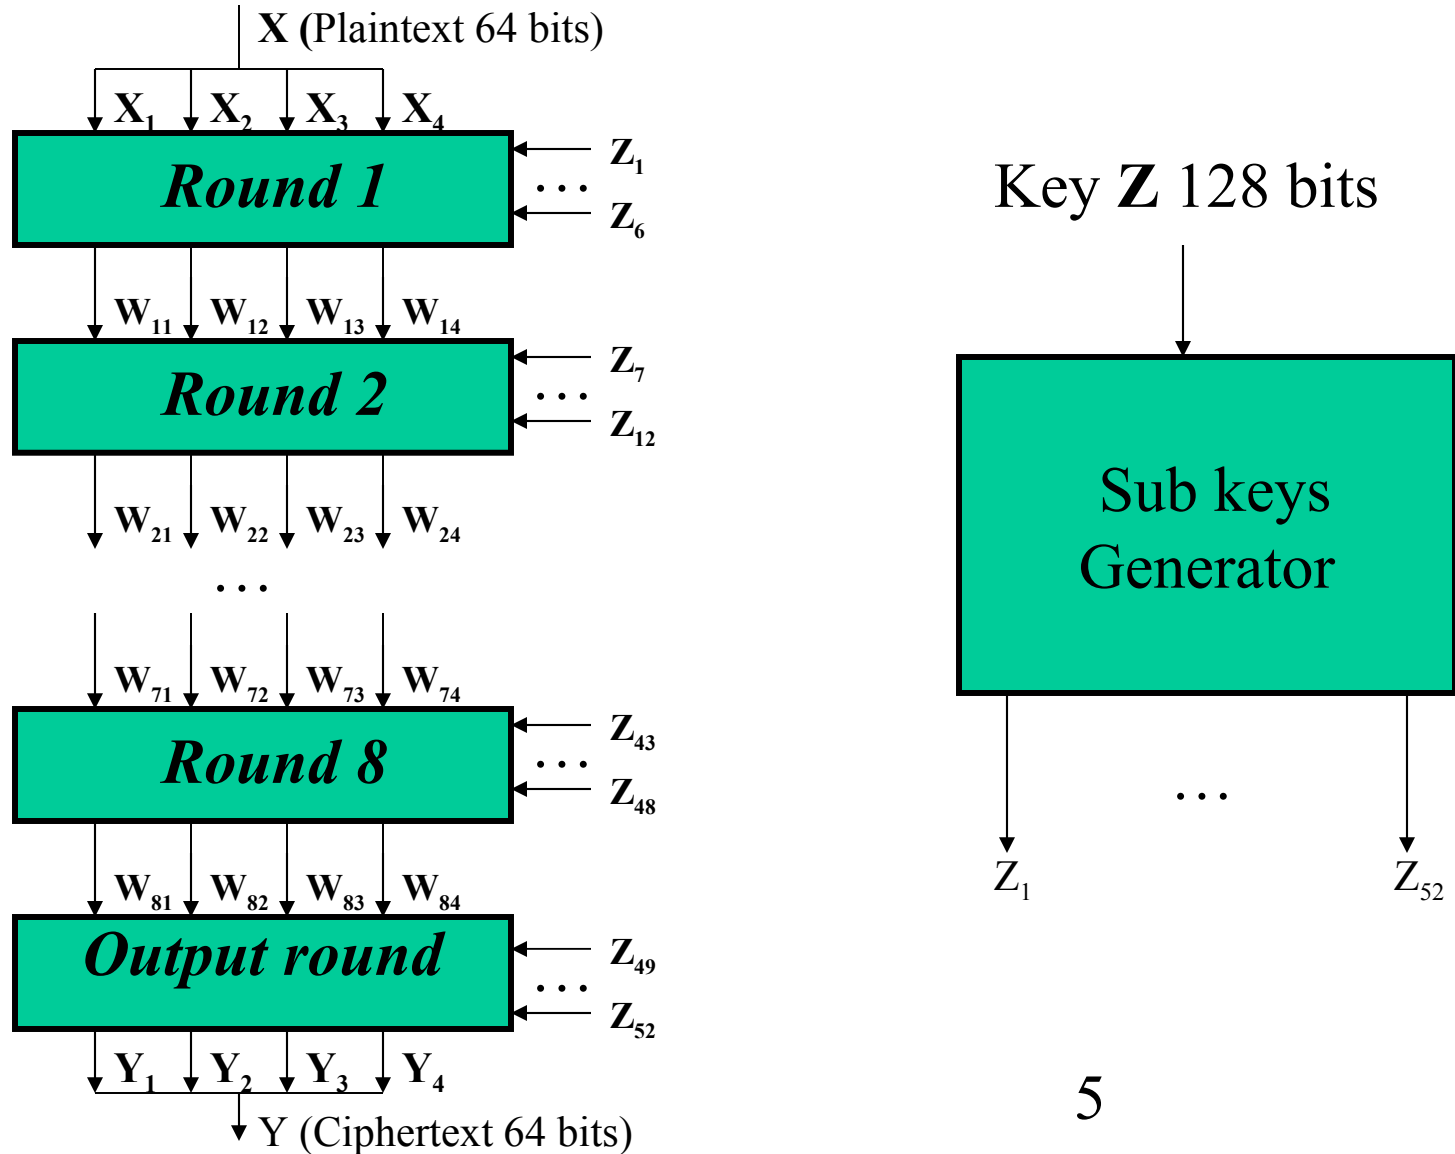 X (Plaintext 64 bits)
X1 X2 X3 X4
Round 1
Z1
...
Z6
W11 W12 W13 W14
Round 2
Z7
...
Z12
W21 W22 W23 W24
...
W71 W72 W73 W74
Round 8
Z43
...
Z48
W81 W82 W83 W84
Output round
Z49
...
Z52
Y1 Y2 Y3 Y4
Y (Ciphertext 64 bits)
Key Z 128 bits
Sub keys
Generator
...
Z1 Z52
5